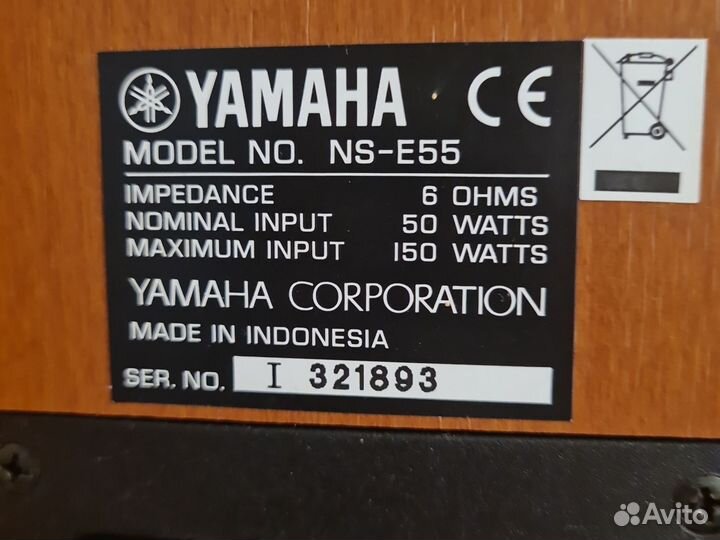 YAMAHA CE
MODEL NO. NS-E55
IMPEDANCE 6 OHMS
NOMINAL INPUT 50 WATTS
MAXIMUM INPUT 150 WATTS
YAMAHA CORPORATION
MADE IN INDONESIA
SER. NO. I 321893
Avito